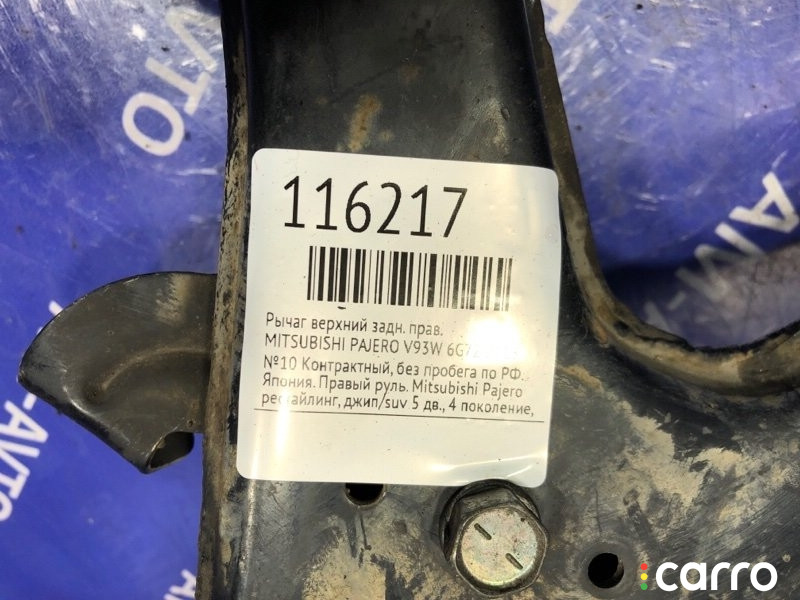 116217
Рычаг верхний задн. прав.
MITSUBISHI PAJERO V93W
№10 Контрактный, без пробега по РФ.
Япония. Правый руль. Mitsubishi Pajero
рестайлинг, джип/suv 5 дв., 4 поколение,
carro